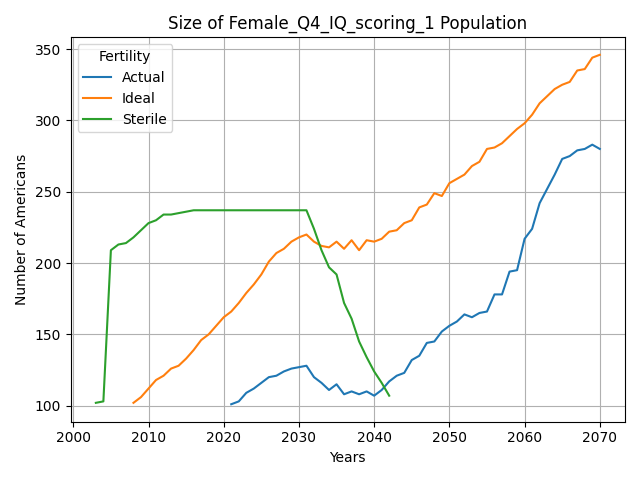 Size of Female_Q4_IQ_scoring_1 Population
350
300
250
200
150
100
Number of Americans
Fertility
Actual
Ideal
Sterile
2000 2010 2020 2030 2040 2050 2060 2070
Years